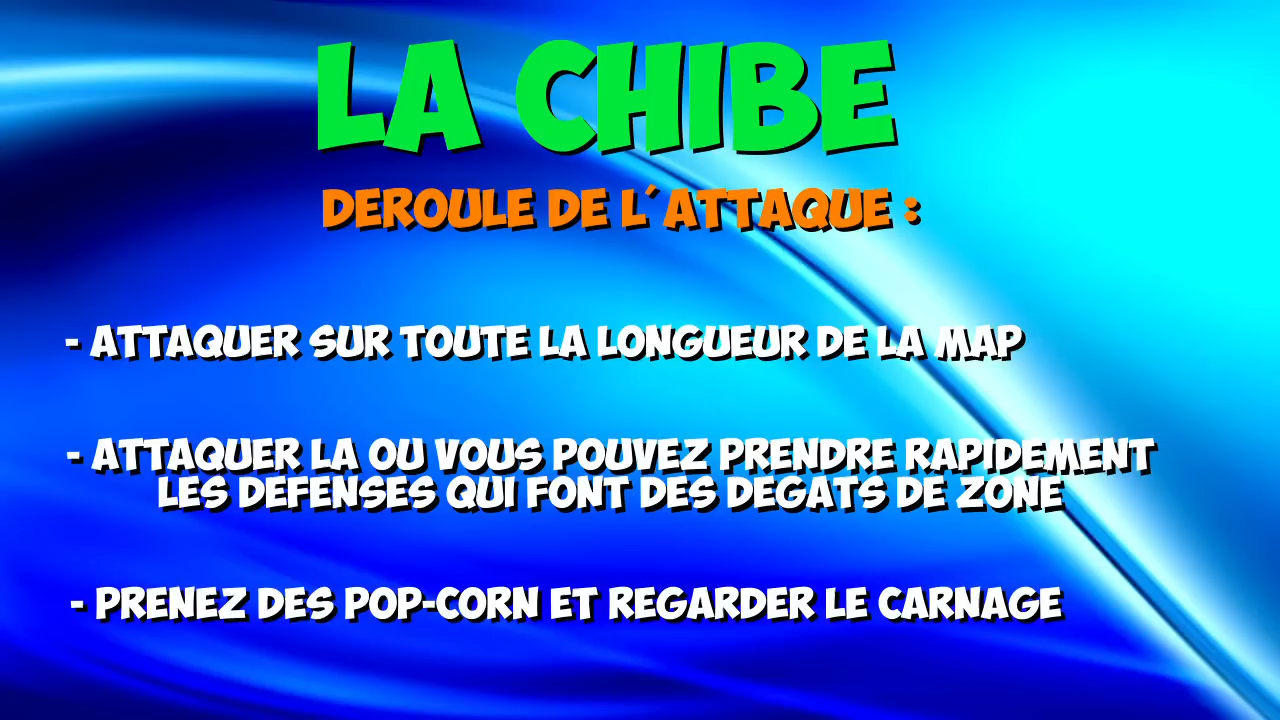 LA CHIBE
DEROULE DE L'ATTAQUE :
- ATTAQUER SUR TOUTE LA LONGUEUR DE LA MAP
- ATTAQUER LA OU VOUS POUVEZ PRENDRE RAPIDEMENT
LES DEFENSES QUI FONT DES DEGATS DE ZONE
- PRENEZ DES POP-CORN ET REGARDER LE CARNAGE